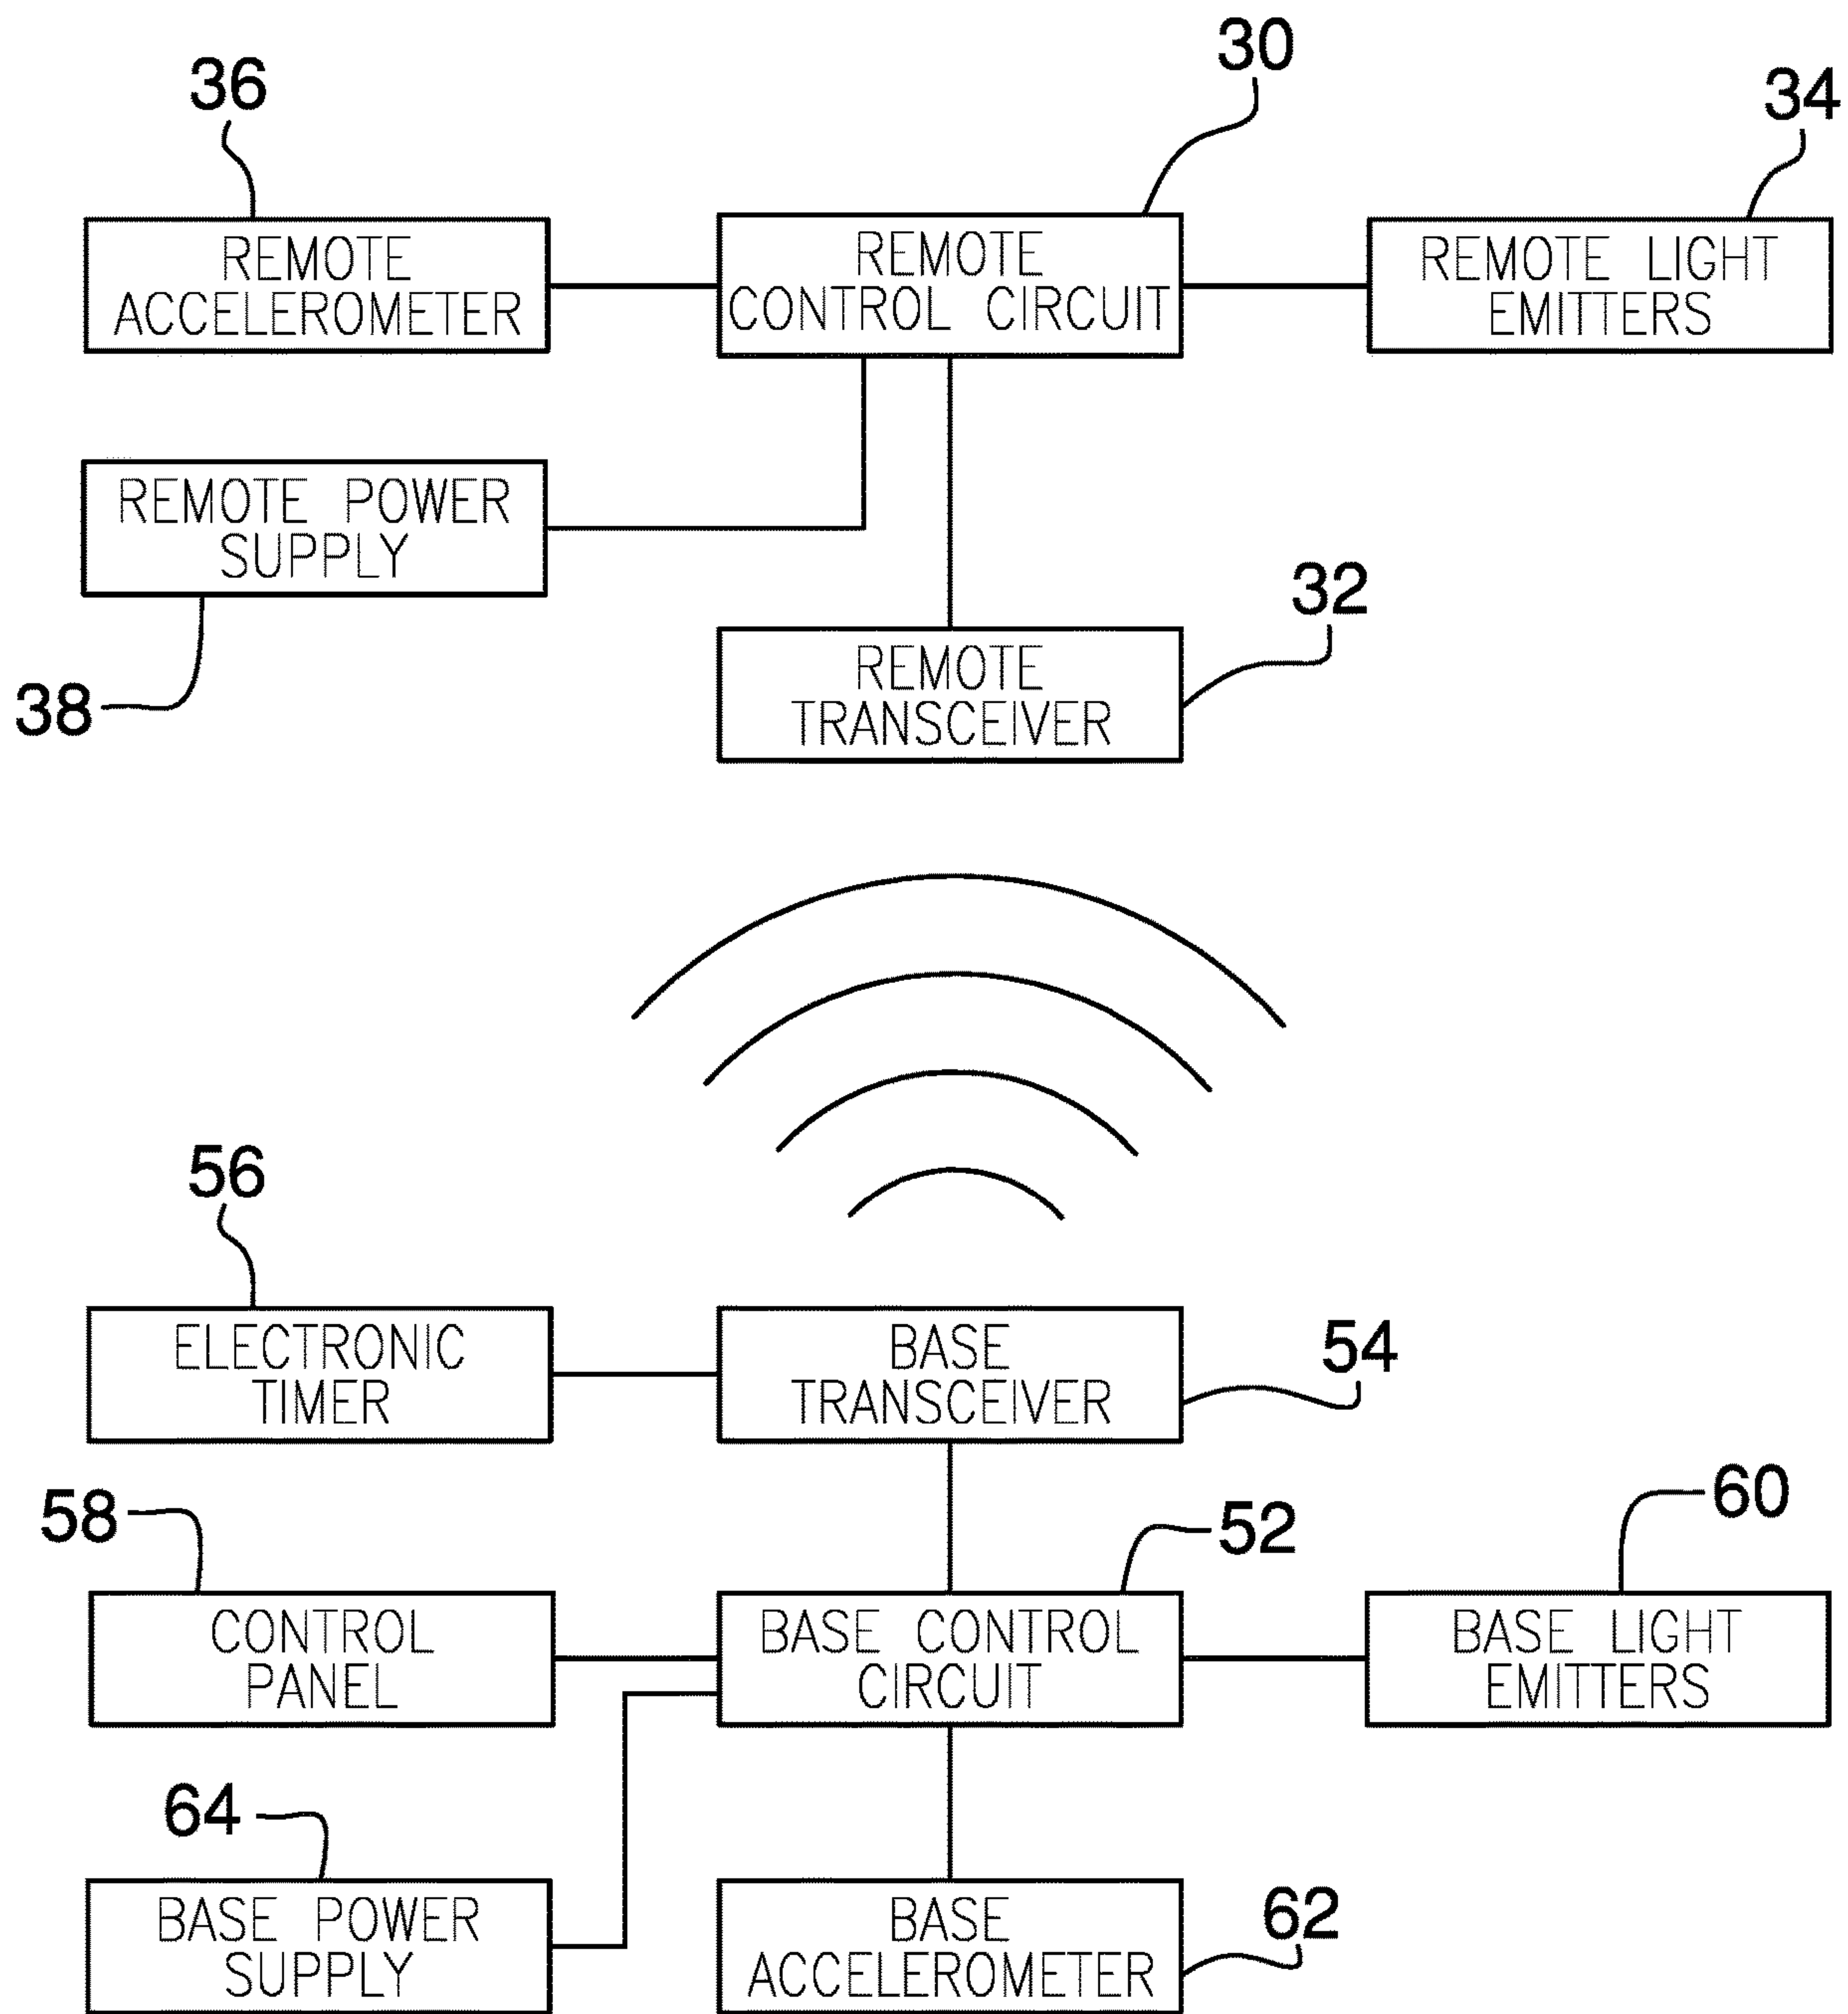 30
36
34
REMOTE
ACCELEROMETER
REMOTE
CONTROL CIRCUIT
REMOTE LIGHT
EMITTERS
REMOTE POWER
SUPPLY
38
32
REMOTE
TRANSCEIVER
56
ELECTRONIC
TIMER
BASE
TRANSCEIVER
54
58
52
60
CONTROL
PANEL
BASE CONTROL
CIRCUIT
BASE LIGHT
EMITTERS
64
BASE POWER
SUPPLY
BASE
ACCELEROMETER
62